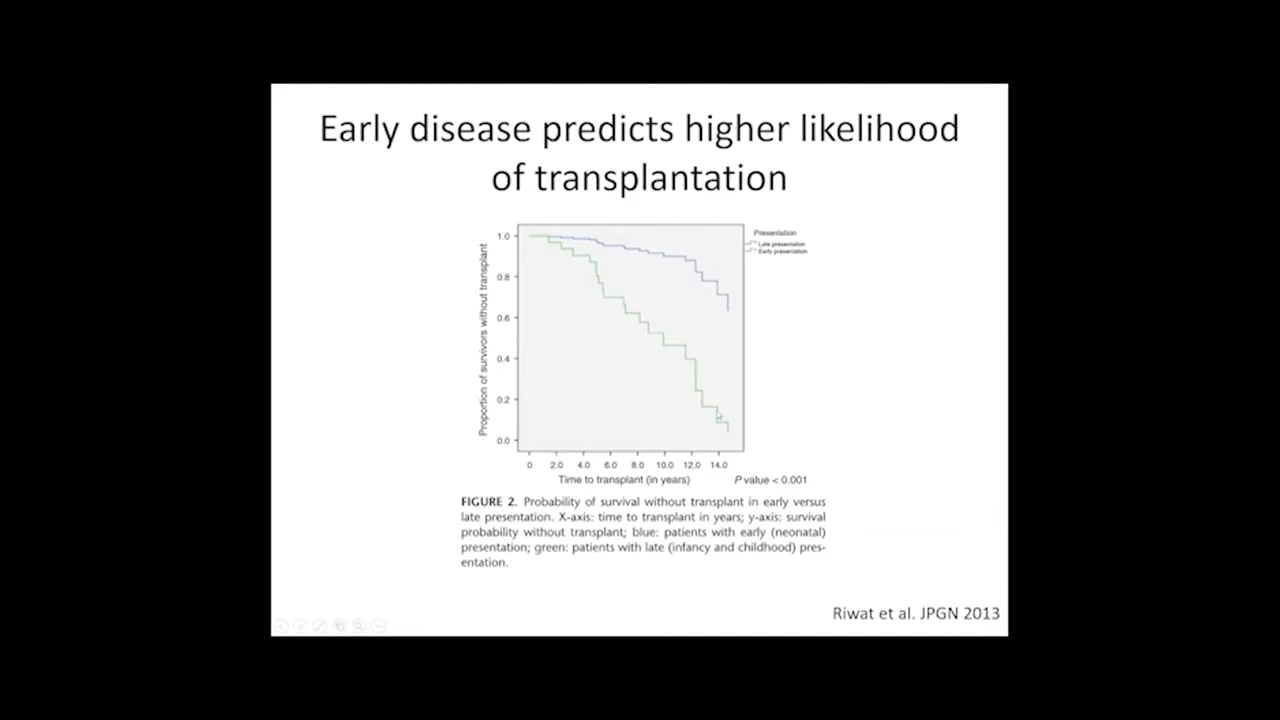 Early disease predicts higher likelihood
of transplantation
Proportion of survivors without transplant
1.0
0.8
0.6
0.4
0.2
0.0
0 2.0 4.0 6.0 8.0 10.0 12.0 14.0
Time to transplant (in years)
Presentation
Late presentation
Early presentation
P value < 0.001
FIGURE 2. Probability of survival without transplant in early versus
late presentation. X-axis: time to transplant in years; y-axis: survival
probability without transplant; blue: patients with early (neonatal)
presentation; green: patients with late (infancy and childhood) pres-
entation.
Riwat et al. JPGN 2013